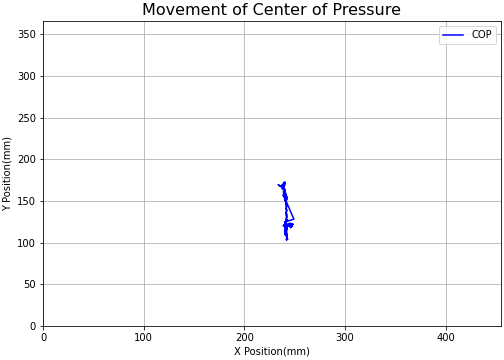 Movement of Center of Pressure
COP
350
300
250
200
150
100
50
0
Y Position(mm)
0 100 200 300 400
X Position(mm)